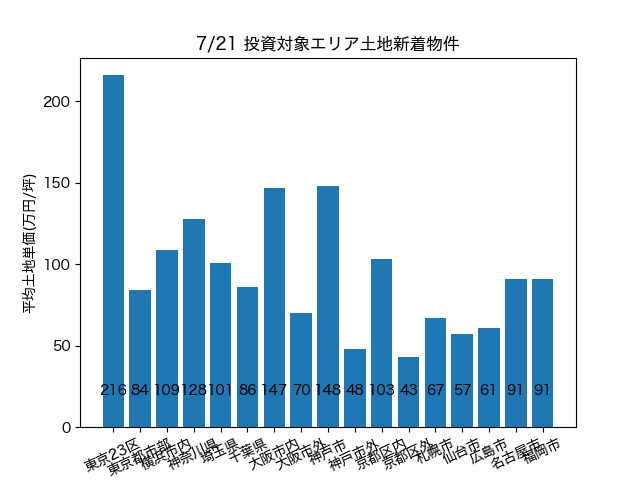 7/21 投資対象エリア土地新着物件
平均土地単価(万円/坪)
200
150
100
50
0
216 84 109 128 101 86 147 70 148 48 103 43 67 57 61 91 91
東京23区 東京都市部 横浜市内 神奈川県 埼玉県 千葉県 大阪市内 大阪市外 神戸市 神戸市外 京都区内 京都区外 札幌市 仙台市 広島市 名古屋市 福岡市